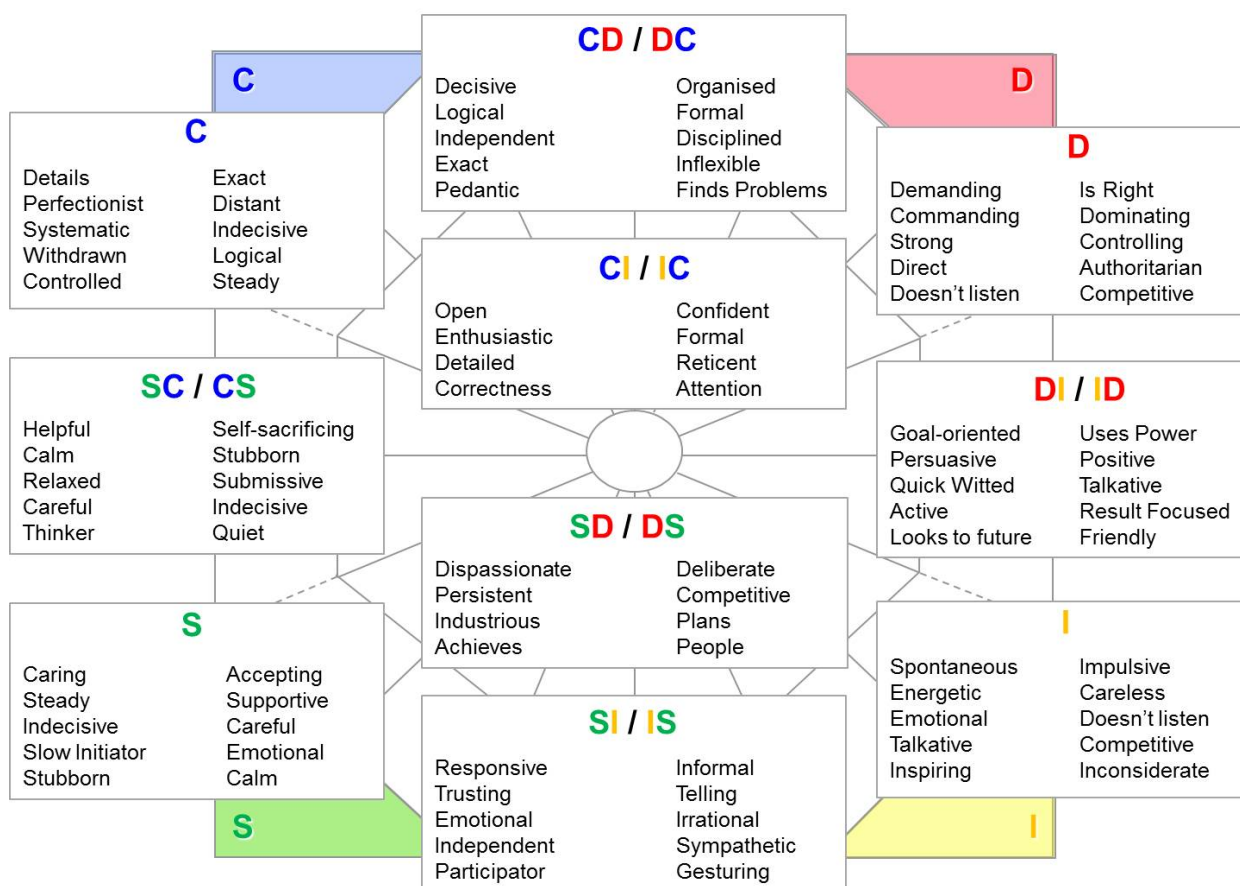 C
D
CD / DC
Decisive Organised
Logical Formal
Independent Disciplined
Exact Inflexible
Pedantic Finds Problems
C
Details Exact
Perfectionist Distant
Systematic Indecisive
Withdrawn Logical
Controlled Steady
D
Demanding Is Right
Commanding Dominating
Strong Controlling
Direct Authoritarian
Doesn't listen Competitive
CI / IC
Open Confident
Enthusiastic Formal
Detailed Reticent
Correctness Attention
SC / CS
Helpful Self-sacrificing
Calm Stubborn
Relaxed Submissive
Careful Indecisive
Thinker Quiet
DI / ID
Goal-oriented Uses Power
Persuasive Positive
Quick Witted Talkative
Active Result Focused
Looks to future Friendly
SD / DS
Dispassionate Deliberate
Persistent Competitive
Industrious Plans
Achieves People
S
Caring Accepting
Steady Supportive
Indecisive Careful
Slow Initiator Emotional
Stubborn Calm
I
Spontaneous Impulsive
Energetic Careless
Emotional Doesn't listen
Talkative Competitive
Inspiring Inconsiderate
SI / IS
Responsive Informal
Trusting Telling
Emotional Irrational
Independent Sympathetic
Participator Gesturing
S
I